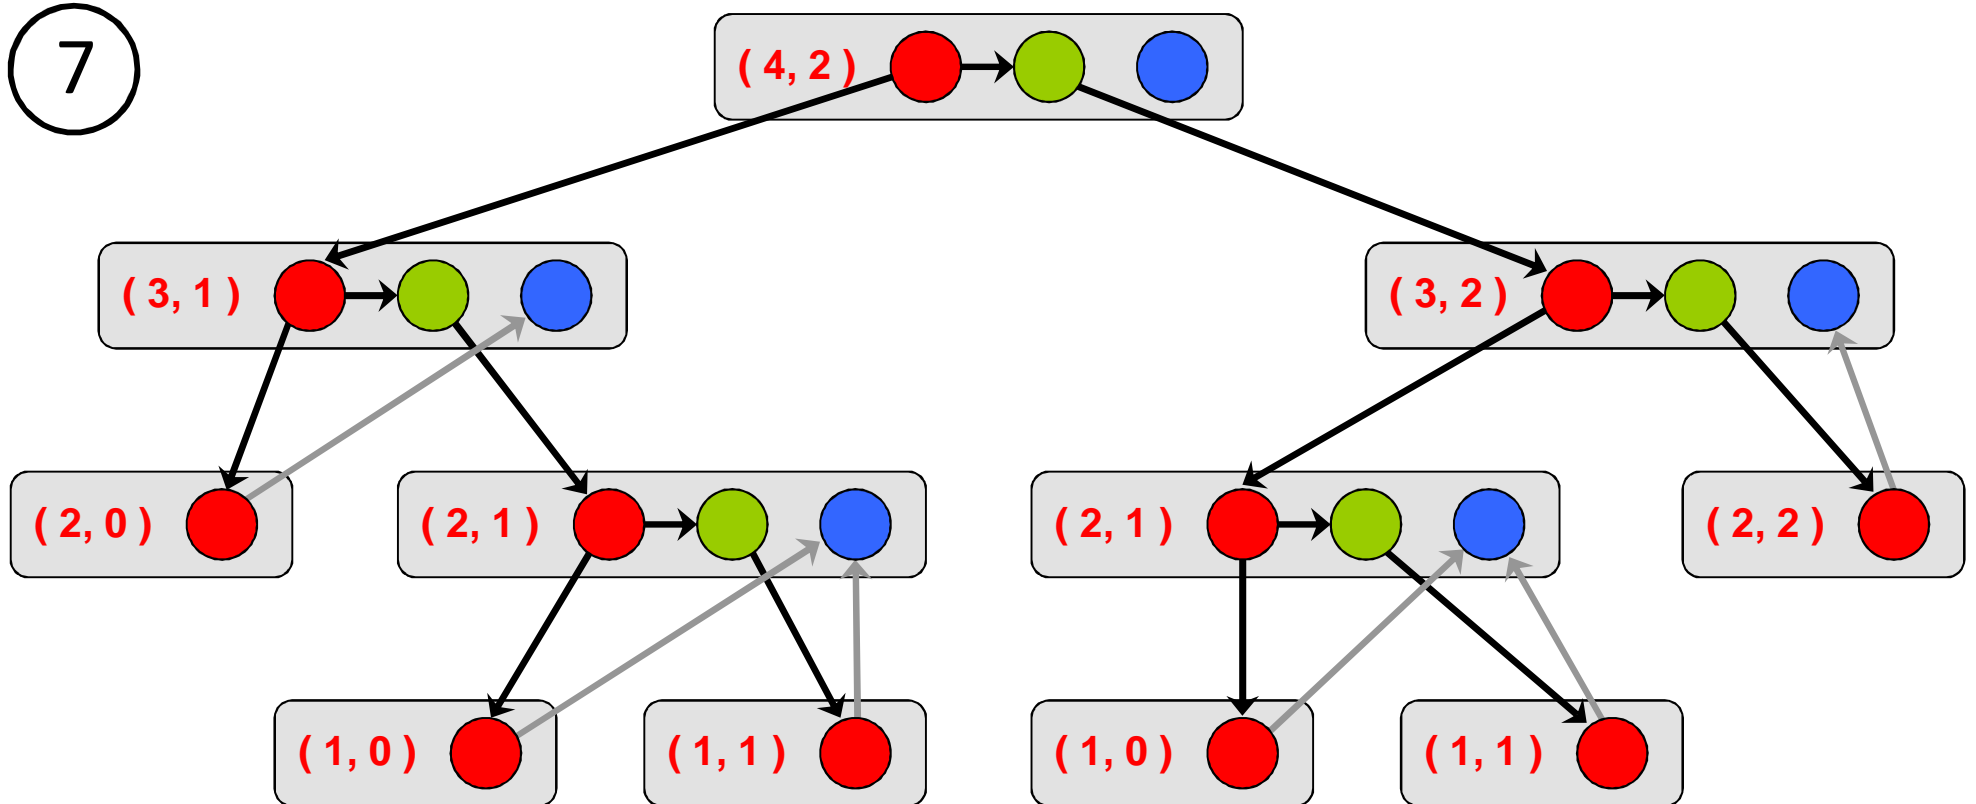 7
( 4, 2 )
( 3, 1 )
( 3, 2 )
( 2, 0 )
( 2, 1 )
( 2, 1 )
( 2, 2 )
( 1, 0 )
( 1, 1 )
( 1, 0 )
( 1, 1 )